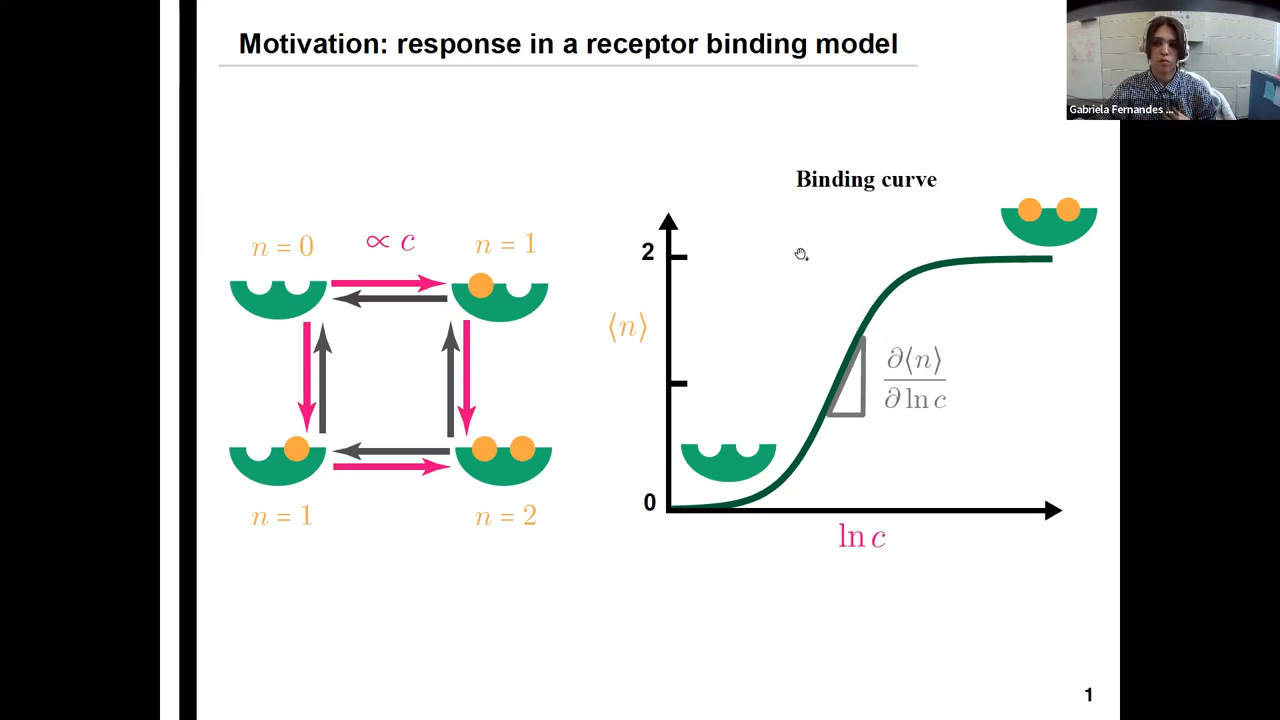 Motivation: response in a receptor binding model
Gabriela Fernandes ...
Binding curve
n = 0
∝ c
n = 1
n = 1
n = 2
2
⟨n⟩
0
∂⟨n⟩
∂ ln c
ln c
1